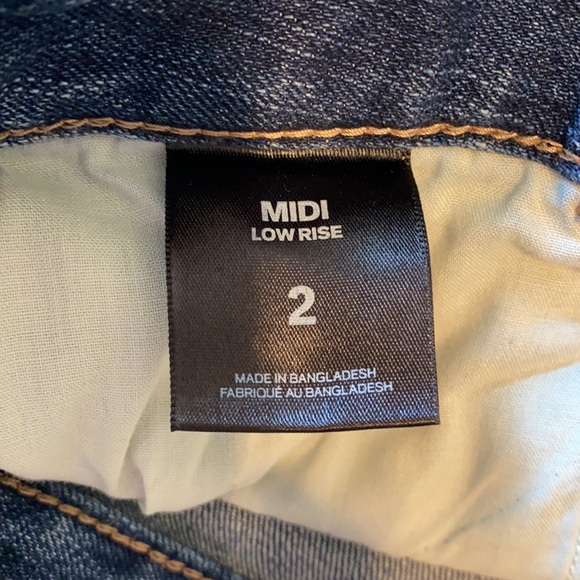 MIDI
LOW RISE
2
MADE IN BANGLADESH
FABRIQUÉ AU BANGLADESH